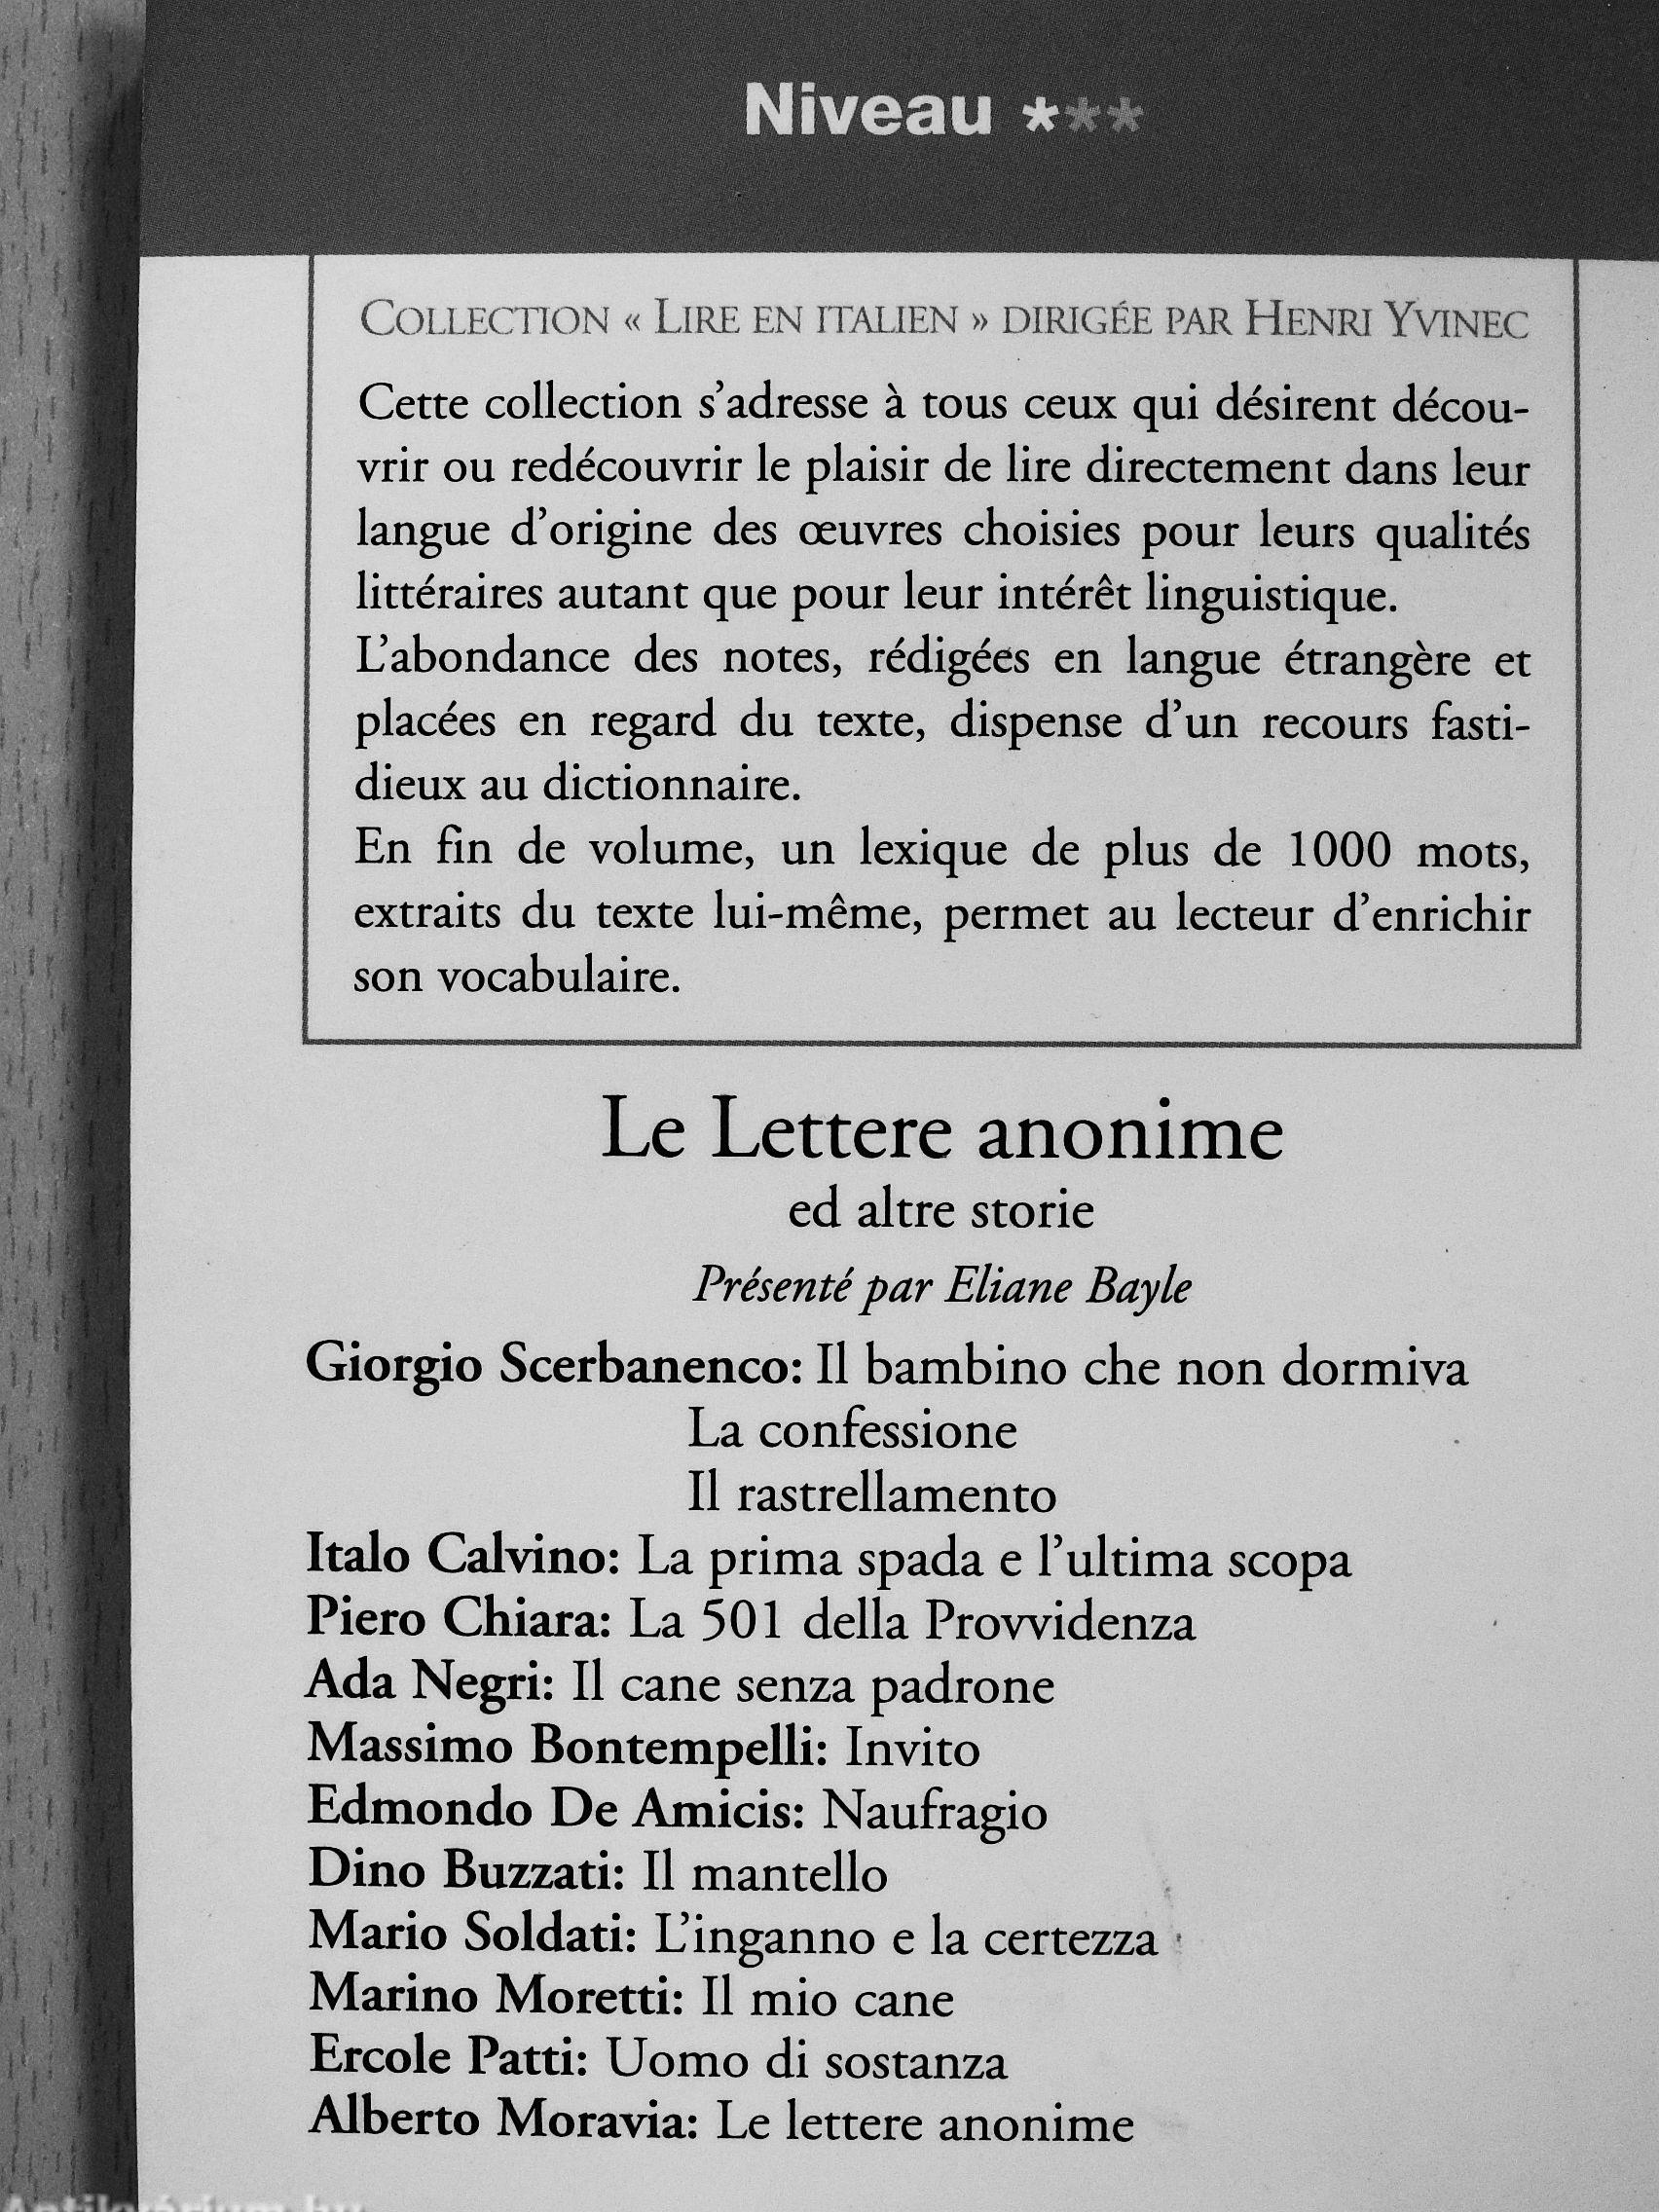 Niveau ***
COLLECTION « LIRE EN ITALIEN » DIRIGÉE PAR HENRI YVINEC
Cette collection s'adresse à tous ceux qui désirent décou-
vrir ou redécouvrir le plaisir de lire directement dans leur
langue d'origine des œuvres choisies pour leurs qualités
littéraires autant que pour leur intérêt linguistique.
L'abondance des notes, rédigées en langue étrangère et
placées en regard du texte, dispense d'un recours fasti-
dieux au dictionnaire.
En fin de volume, un lexique de plus de 1000 mots,
extraits du texte lui-même, permet au lecteur d'enrichir
son vocabulaire.
Le Lettere anonime
ed altre storie
Présenté par Eliane Bayle
Giorgio Scerbanenco: Il bambino che non dormiva
La confessione
Il rastrellamento
Italo Calvino: La prima spada e l'ultima scopa
Piero Chiara: La 501 della Provvidenza
Ada Negri: Il cane senza padrone
Massimo Bontempelli: Invito
Edmondo De Amicis: Naufragio
Dino Buzzati: Il mantello
Mario Soldati: L'inganno e la certezza
Marino Moretti: Il mio cane
Ercole Patti: Uomo di sostanza
Alberto Moravia: Le lettere anonime